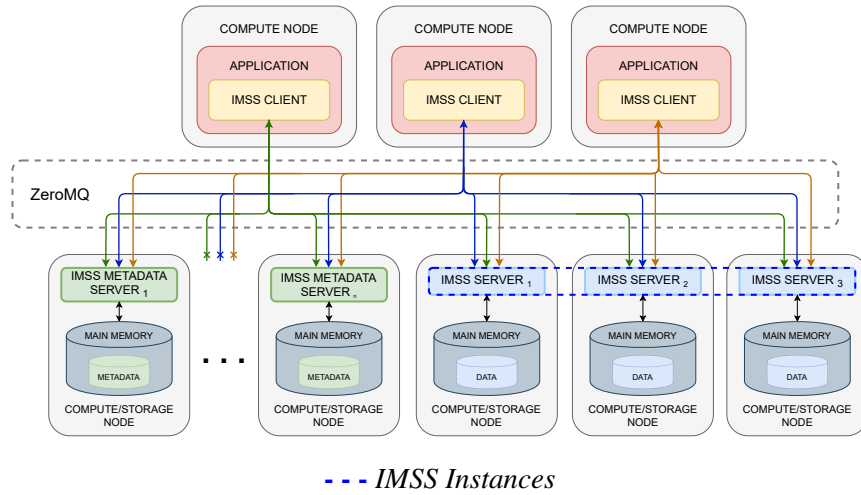 COMPUTE NODE
COMPUTE NODE
COMPUTE NODE
APPLICATION
APPLICATION
APPLICATION
IMSS CLIENT
IMSS CLIENT
IMSS CLIENT
ZeroMQ
IMSS METADATA
SERVER 1
IMSS METADATA
SERVER n
IMSS SERVER 1
IMSS SERVER 2
IMSS SERVER 3
MAIN MEMORY
MAIN MEMORY
MAIN MEMORY
MAIN MEMORY
MAIN MEMORY
. . .
METADATA
METADATA
DATA
DATA
DATA
COMPUTE/STORAGE
NODE
COMPUTE/STORAGE
NODE
COMPUTE/STORAGE
NODE
COMPUTE/STORAGE
NODE
COMPUTE/STORAGE
NODE
IMSS Instances